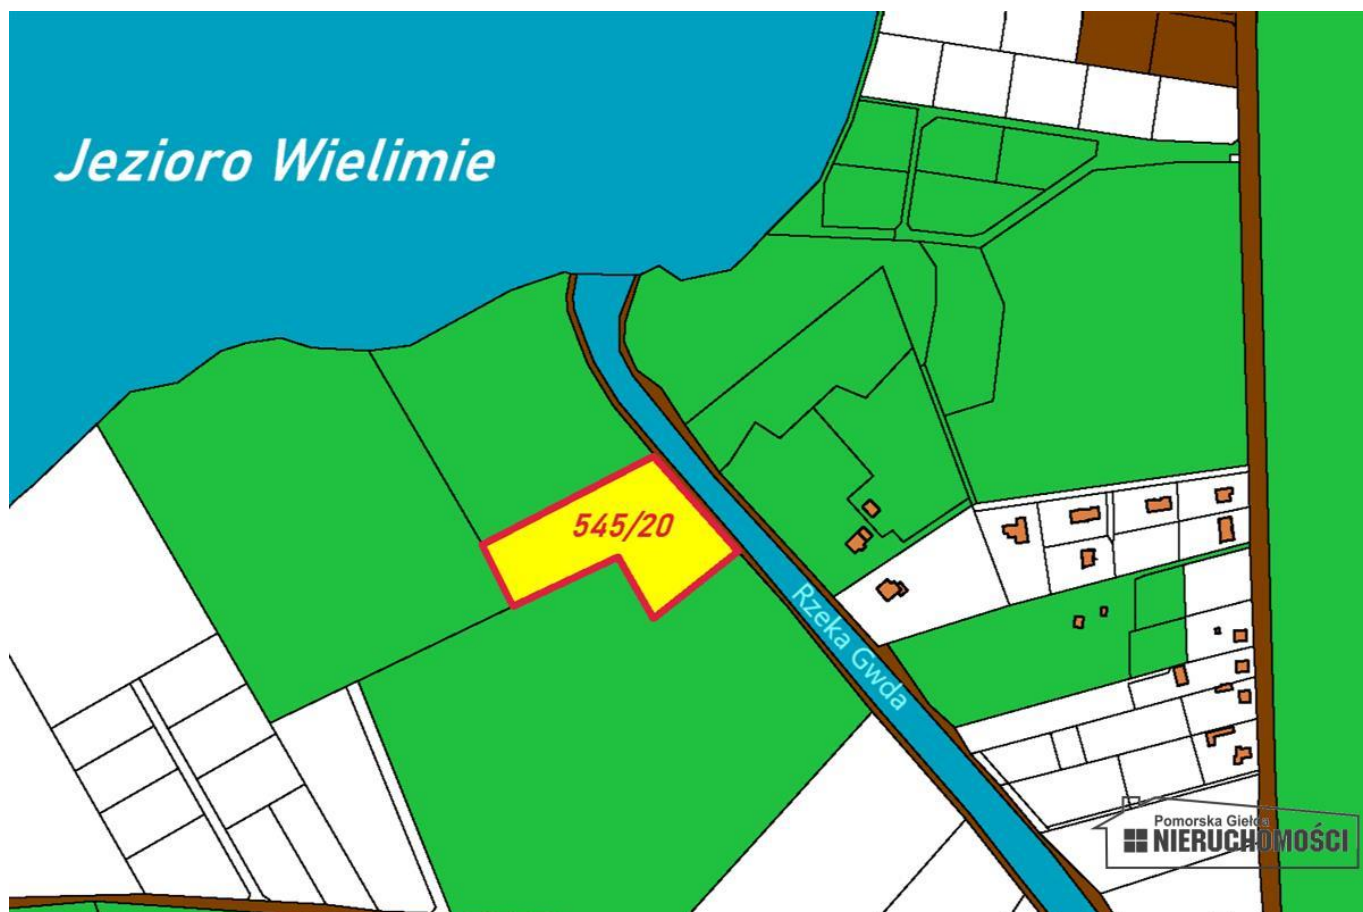 Jezioro Wielimie
545/20
Rzeka Gwda
Pomorska Giełda
NIERUCHOMOŚCI